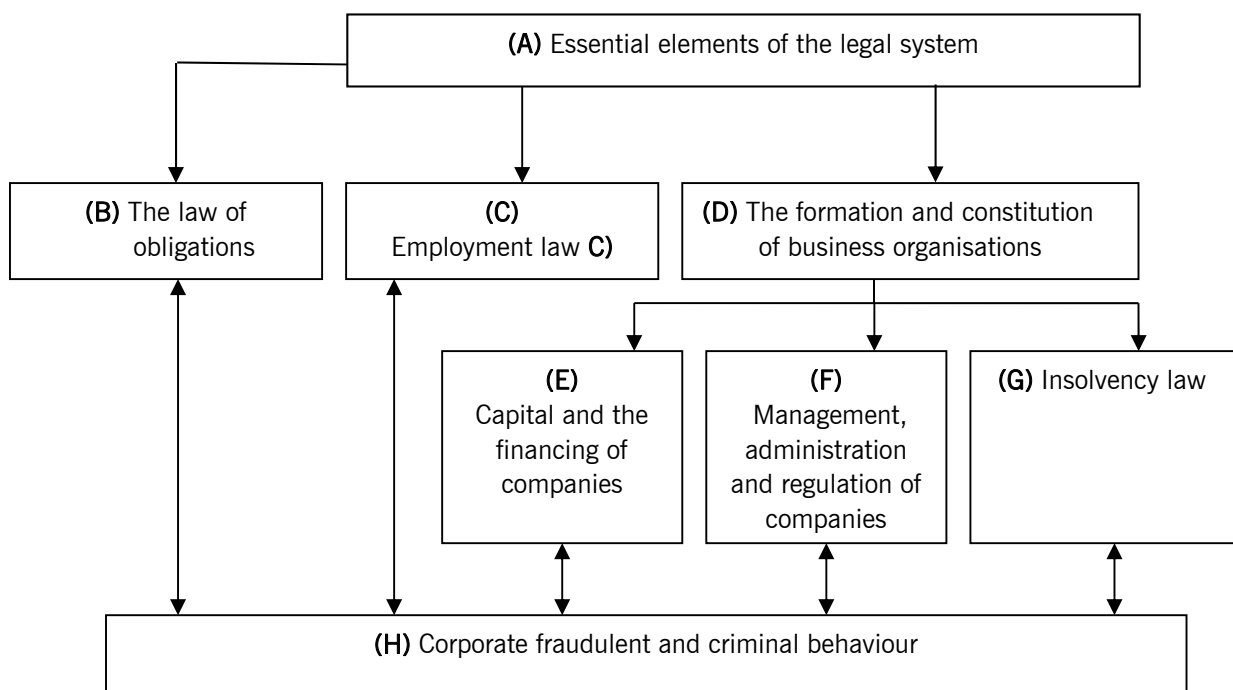 (A) Essential elements of the legal system
(B) The law of
obligations
(C)
Employment law C)
(D) The formation and constitution
of business organisations
(E)
Capital and the
financing of
companies
(F)
Management,
administration
and regulation of
companies
(G) Insolvency law
(H) Corporate fraudulent and criminal behaviour